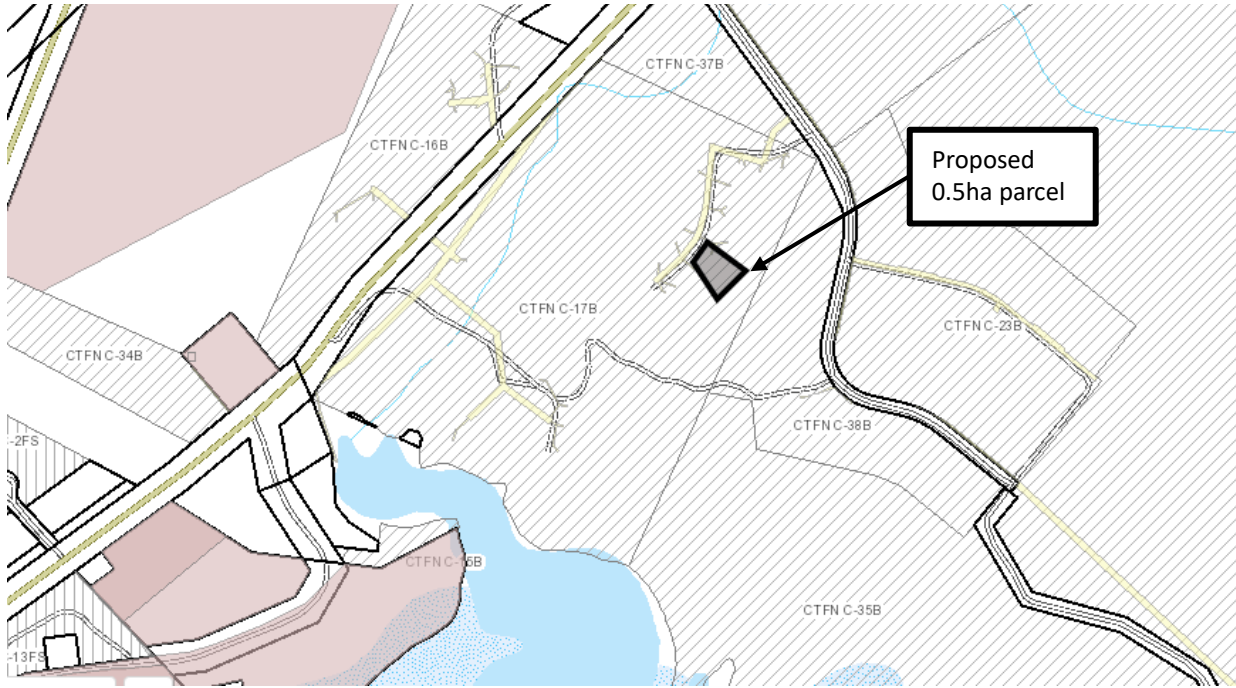 CTFN C-37B
CTFN C-16B
Proposed
0.5ha parcel
CTFN C-17B
CTFN C-23B
CTFN C-34B
CTFN C-38B
-2FS
CTFN C-15B
CTFN C-35B
-13FS